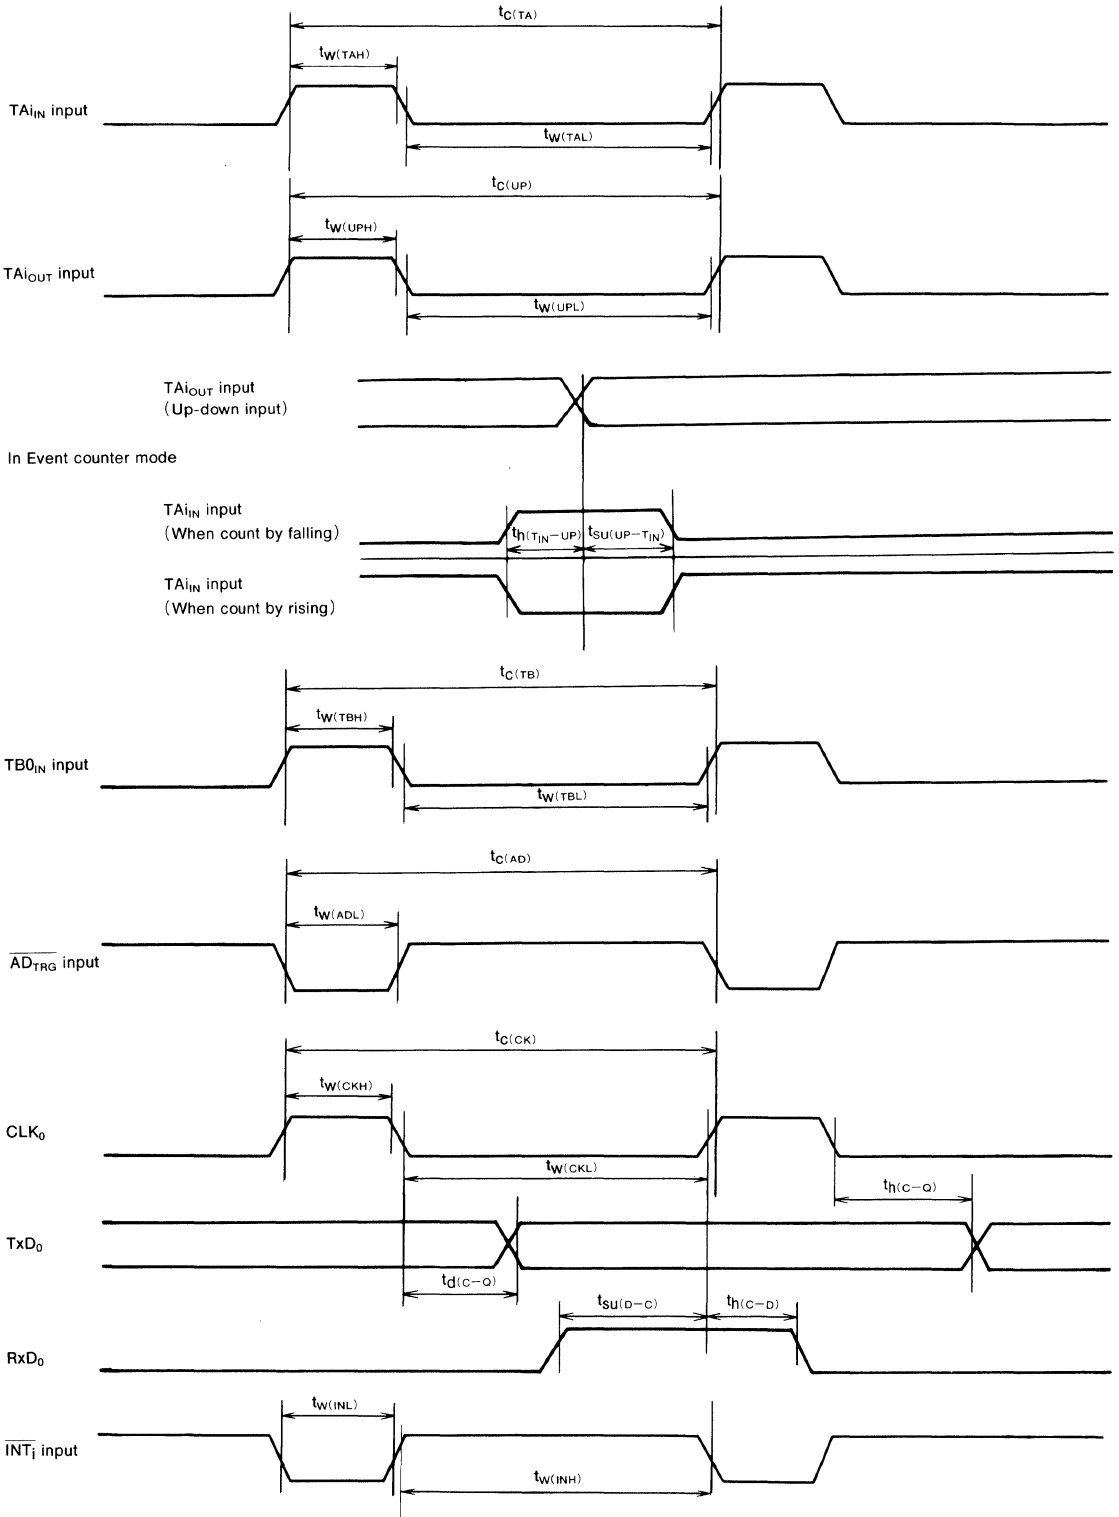 tC(TA)
tW(TAH)
TAiIN input
tW(TAL)
tC(UP)
tW(UPH)
TAiOUT input
tW(UPL)
TAiOUT input
(Up-down input)
In Event counter mode
TAiIN input
(When count by falling)
th(TIN−UP) tSU(UP−TIN)
TAiIN input
(When count by rising)
tC(TB)
tW(TBH)
TB0IN input
tW(TBL)
tC(AD)
tW(ADL)
ADTRG input
tC(CK)
tW(CKH)
CLK0
tW(CKL)
th(C−Q)
TxD0
td(C−Q)
tSU(D−C) th(C−D)
RxD0
tW(INL)
INTi input
tW(INH)